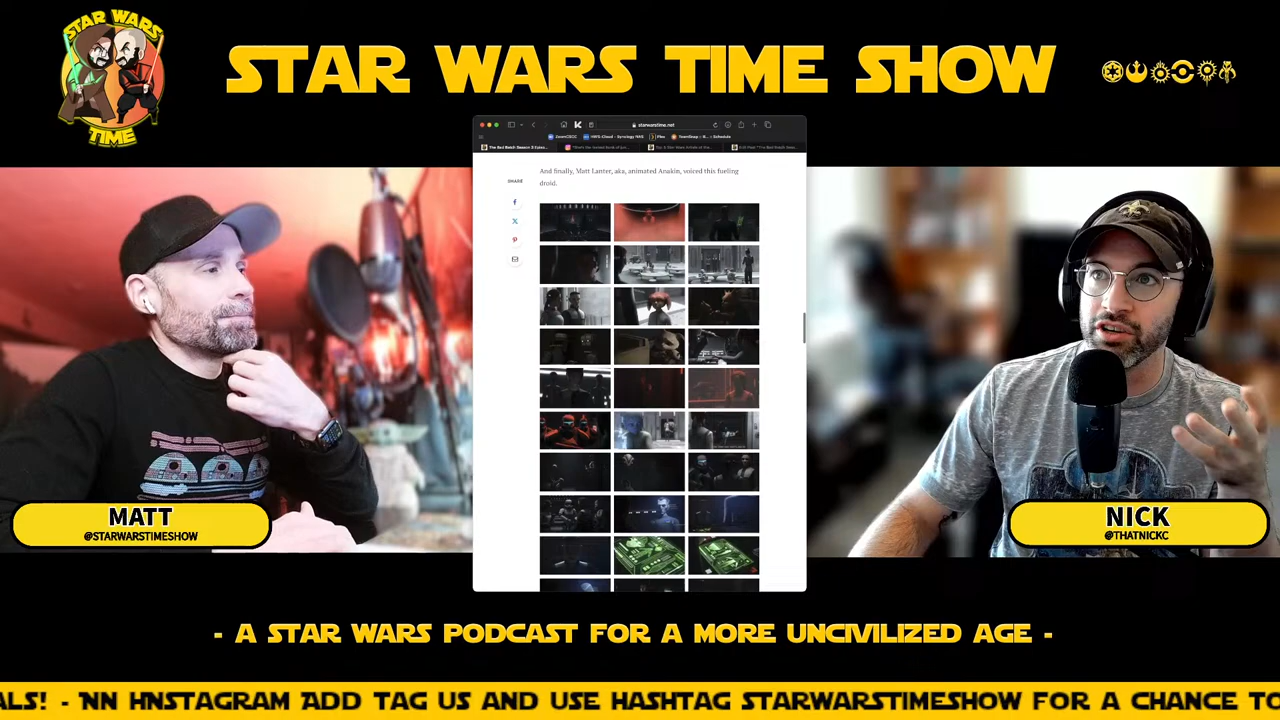 STAR WARS
TIME
STAR WARS TIME SHOW
starwarstime.net
And finally, Matt Lanter, aka, animated Anakin, voiced this fueling
droid.
SHARE
MATT
@STARWARSTIMESHOW
NICK
@THATNICKC
- A STAR WARS PODCAST FOR A MORE UNCIVILIZED AGE -
ALS! - NN HNSTAGRAM ADD TAG US AND USE HASHTAG STARWARSTIMESHOW FOR A CHANCE TO